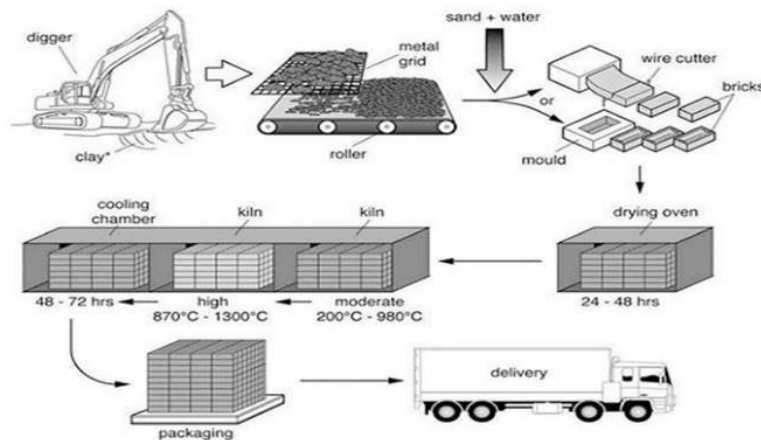 digger
clay*
metal
grid
roller
sand + water
wire cutter
or
bricks
mould
drying oven
24 - 48 hrs
cooling
chamber
kiln
kiln
48 - 72 hrs
high
870°C - 1300°C
moderate
200°C - 980°C
packaging
delivery